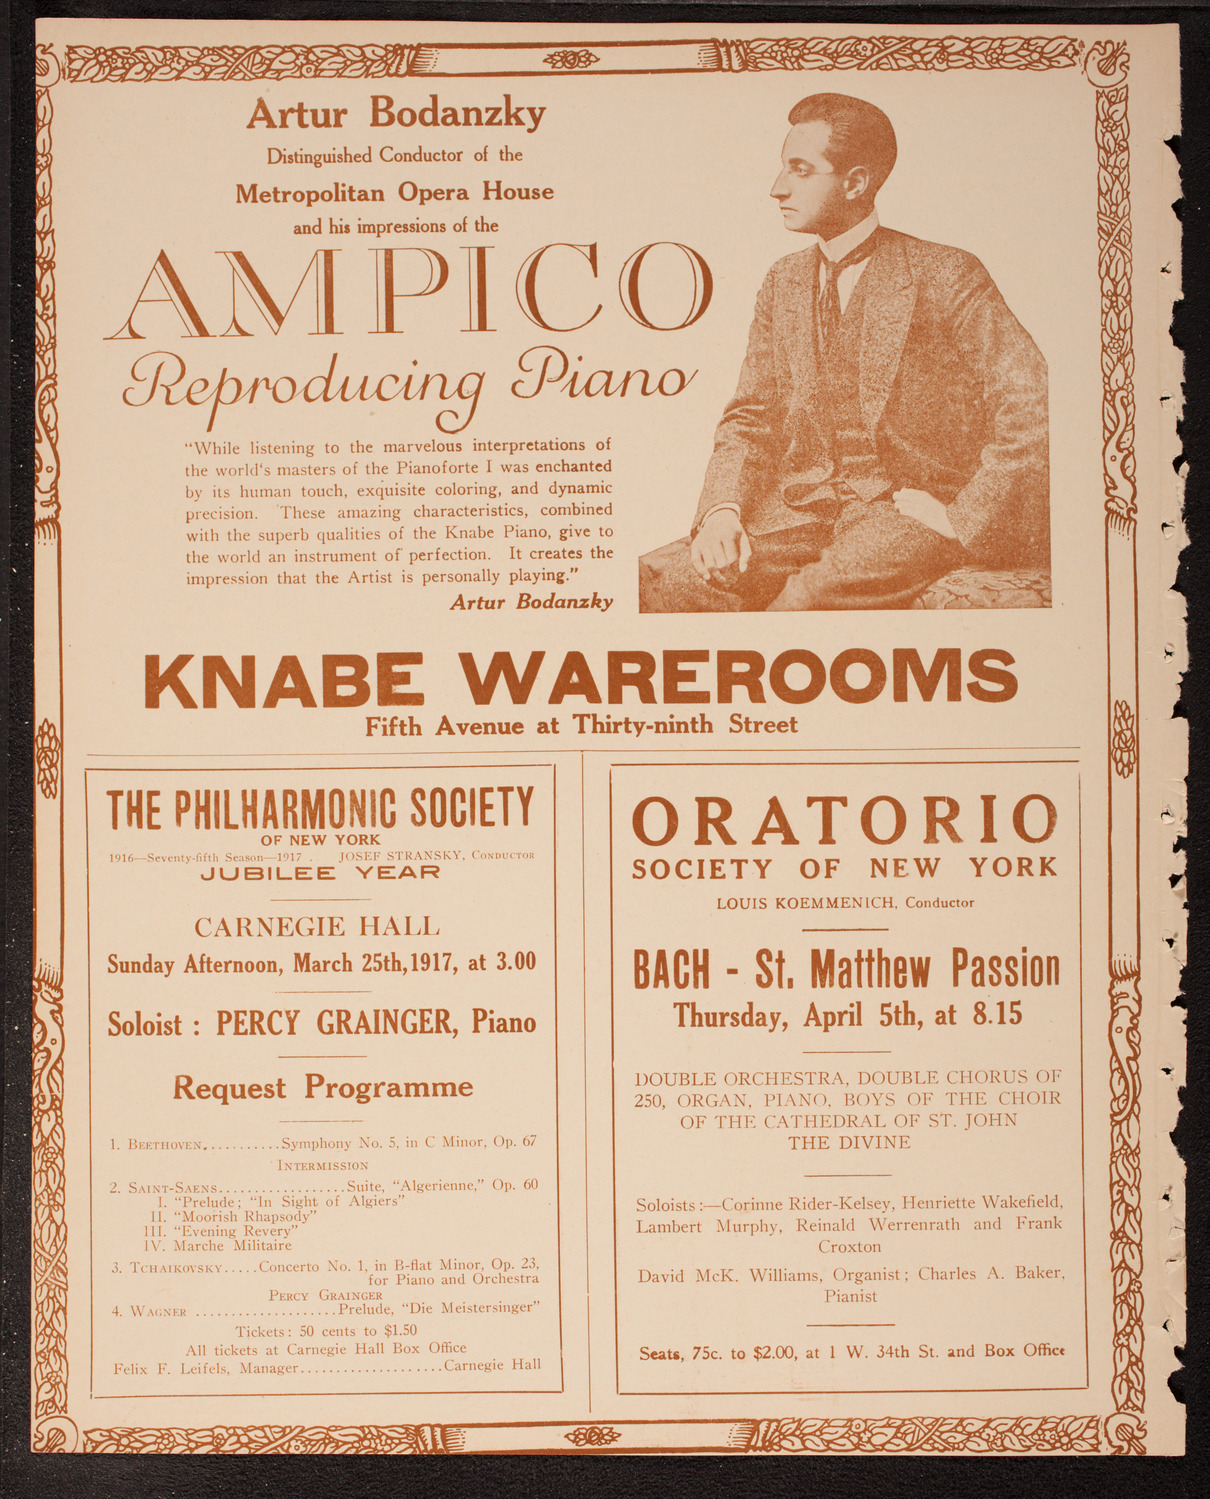 Artur Bodanzky
Distinguished Conductor of the
Metropolitan Opera House
and his impressions of the
AMPICO
Reproducing Piano
"While listening to the marvelous interpretations of
the world's masters of the Pianoforte I was enchanted
by its human touch, exquisite coloring, and dynamic
precision. These amazing characteristics, combined
with the superb qualities of the Knabe Piano, give to
the world an instrument of perfection. It creates the
impression that the Artist is personally playing."
Artur Bodanzky
KNABE WAREROOMS
Fifth Avenue at Thirty-ninth Street
THE PHILHARMONIC SOCIETY
OF NEW YORK
1916—Seventy-fifth Season—1917 . JOSEF STRANSKY, CONDUCTOR
JUBILEE YEAR
CARNEGIE HALL
Sunday Afternoon, March 25th,1917, at 3.00
Soloist : PERCY GRAINGER, Piano
Request Programme
1. BEETHOVEN...........Symphony No. 5, in C Minor, Op. 67
INTERMISSION
2. SAINT-SAENS..................Suite, "Algerienne," Op. 60
I. "Prelude; "In Sight of Algiers"
II. "Moorish Rhapsody"
III. "Evening Revery"
IV. Marche Militaire
3. TCHAIKOVSKY.....Concerto No. 1, in B-flat Minor, Op. 23,
for Piano and Orchestra
PERCY GRAINGER
4. WAGNER ....................Prelude, "Die Meistersinger"
Tickets: 50 cents to $1.50
All tickets at Carnegie Hall Box Office
Felix F. Leifels, Manager....................Carnegie Hall
ORATORIO
SOCIETY OF NEW YORK
LOUIS KOEMMENICH, Conductor
BACH - St. Matthew Passion
Thursday, April 5th, at 8.15
DOUBLE ORCHESTRA, DOUBLE CHORUS OF
250, ORGAN, PIANO, BOYS OF THE CHOIR
OF THE CATHEDRAL OF ST. JOHN
THE DIVINE
Soloists:—Corinne Rider-Kelsey, Henriette Wakefield,
Lambert Murphy, Reinald Werrenrath and Frank
Croxton
David McK. Williams, Organist; Charles A. Baker,
Pianist
Seats, 75c. to $2.00, at 1 W. 34th St. and Box Office